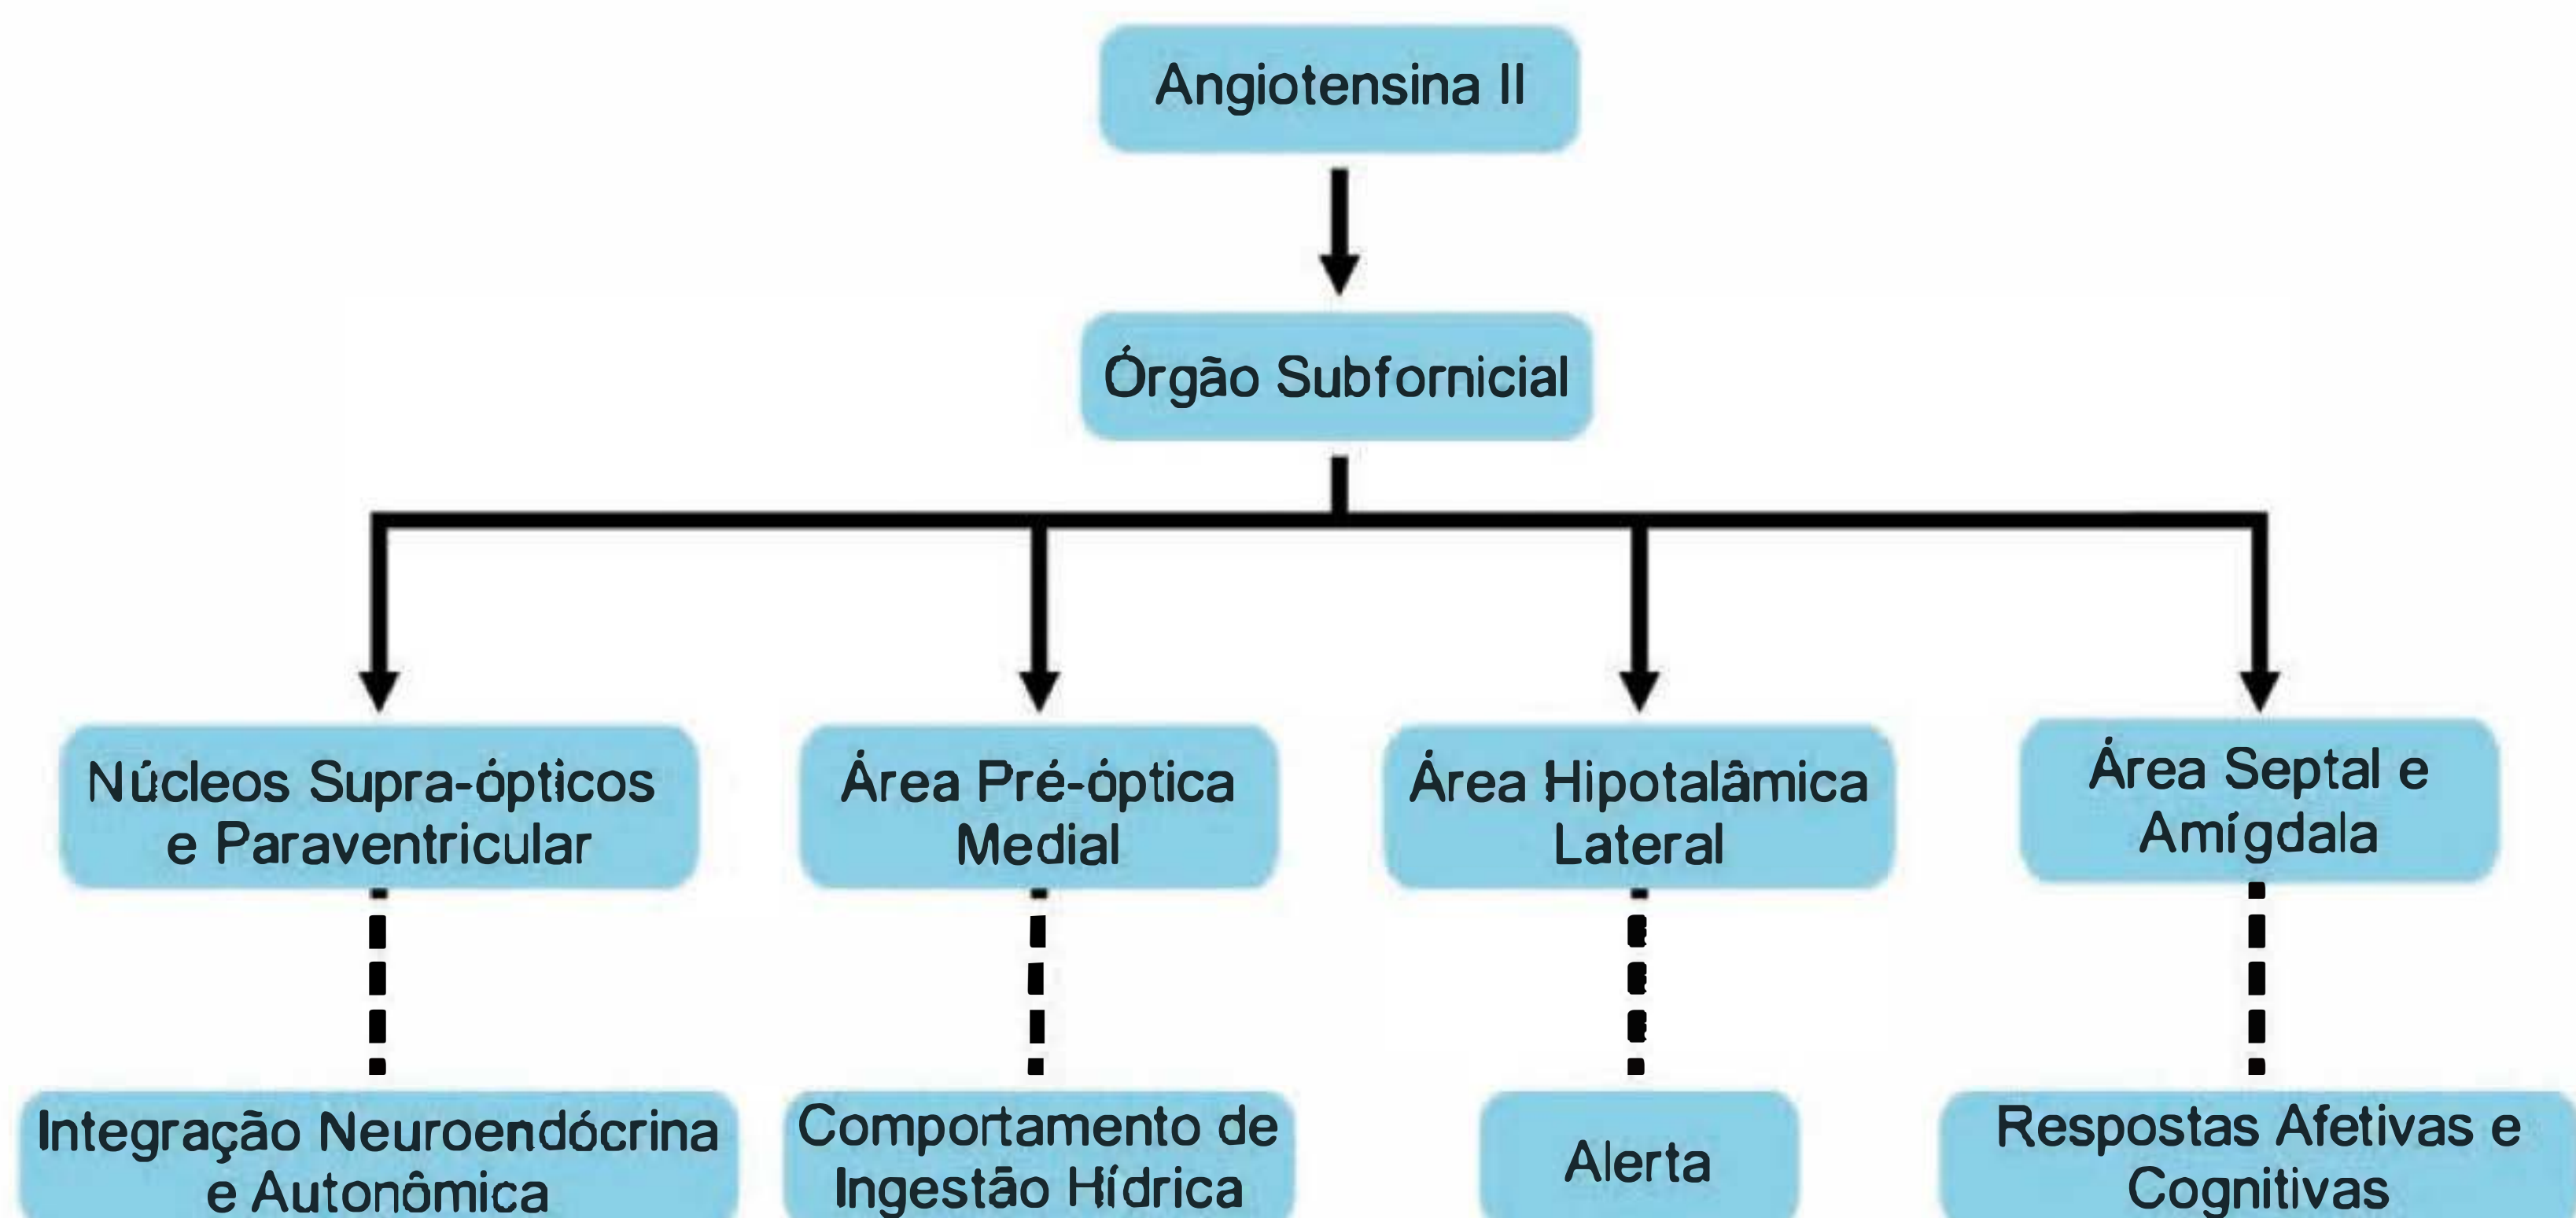 Angiotensina II
Órgão Subfornicial
Núcleos Supra-ópticos
e Paraventricular
Área Pré-óptica
Medial
Área Hipotalâmica
Lateral
Área Septal e
Amígdala
Integração Neuroendócrina
e Autonômica
Comportamento de
Ingestão Hídrica
Alerta
Respostas Afetivas e
Cognitivas